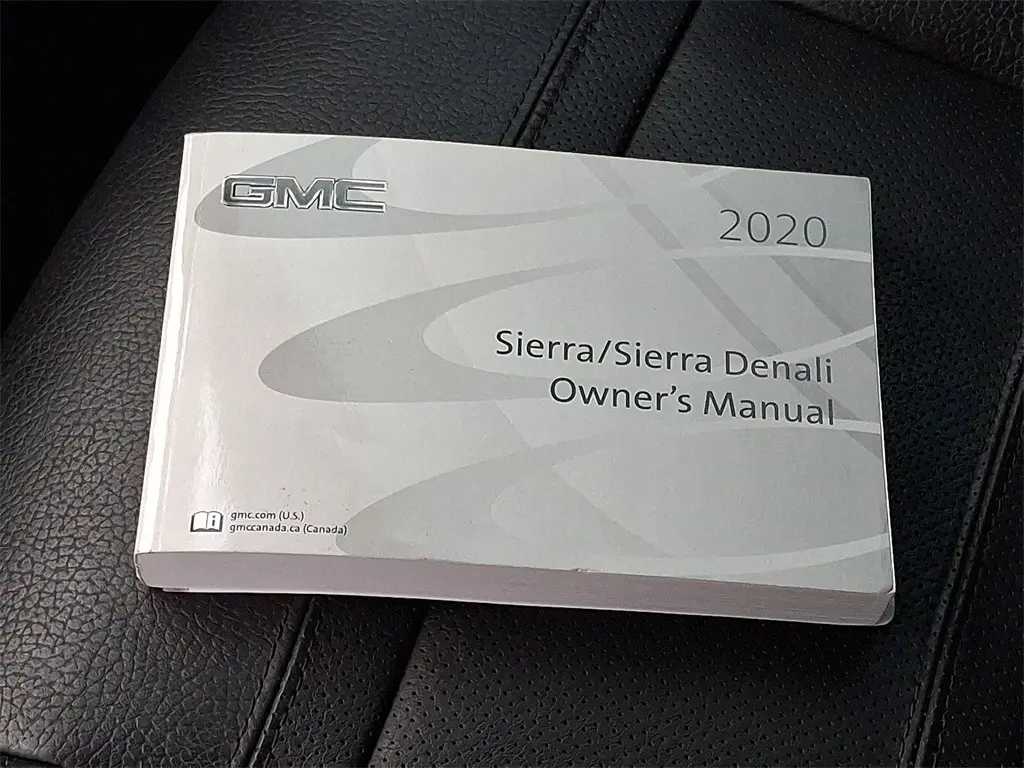 GMC
2020
Sierra/Sierra Denali
Owner's Manual
gmc.com (U.S.)
gmccanada.ca (Canada)